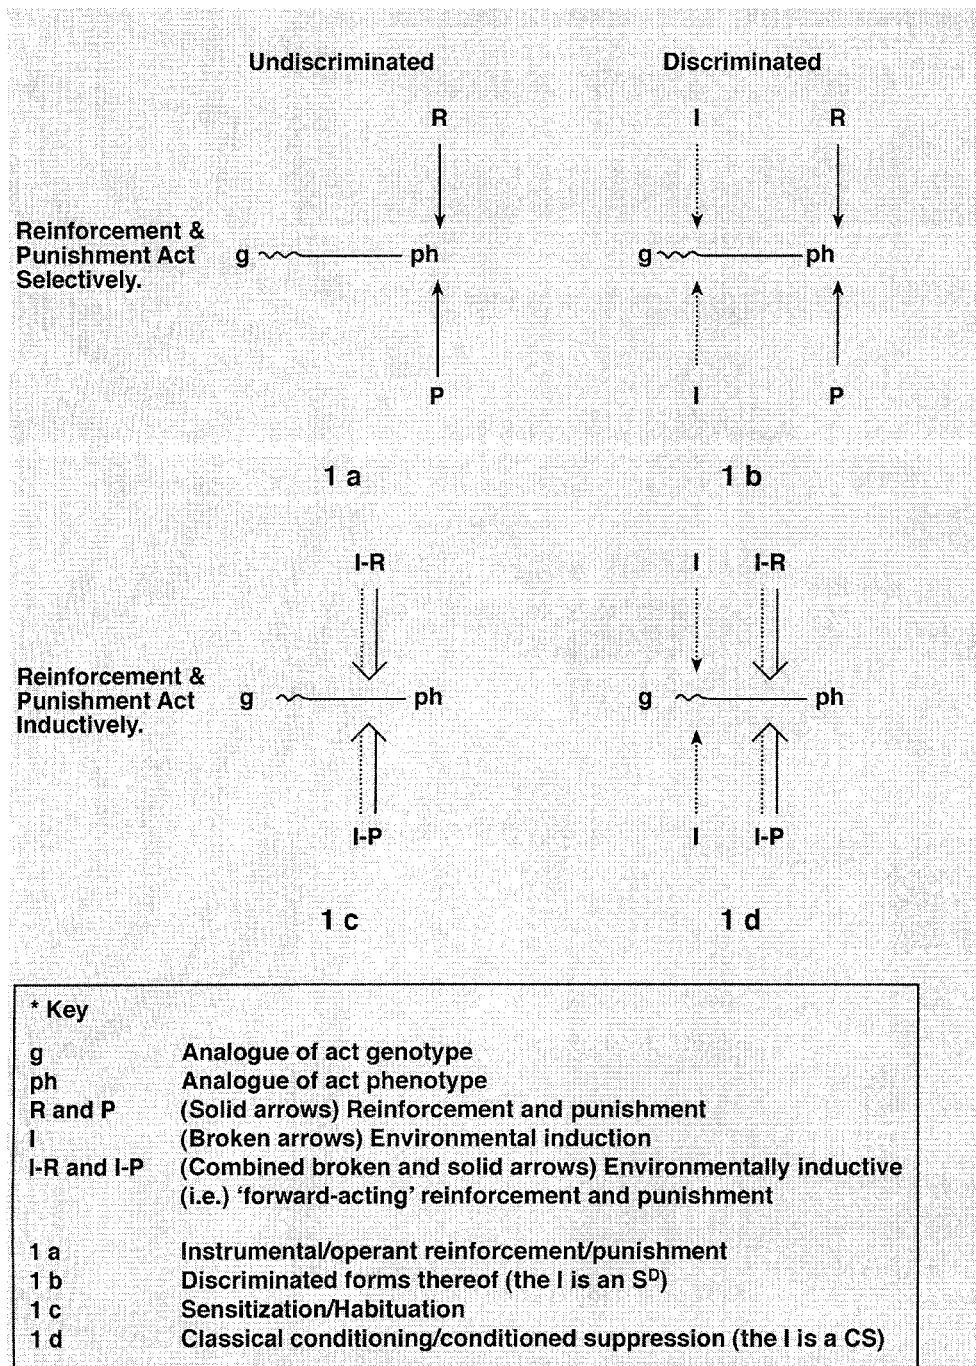 Undiscriminated Discriminated
R I R
Reinforcement &
Punishment Act
Selectively.
g ph g ph
P I P
1 a 1 b
I-R I I-R
Reinforcement &
Punishment Act
Inductively.
g ph g ph
I-P I I-P
1 c 1 d
* Key
g Analogue of act genotype
ph Analogue of act phenotype
R and P (Solid arrows) Reinforcement and punishment
I (Broken arrows) Environmental induction
I-R and I-P (Combined broken and solid arrows) Environmentally inductive
(i.e.) ‘forward-acting’ reinforcement and punishment
1 a Instrumental/operant reinforcement/punishment
1 b Discriminated forms thereof (the I is an Sᴰ)
1 c Sensitization/Habituation
1 d Classical conditioning/conditioned suppression (the I is a CS)